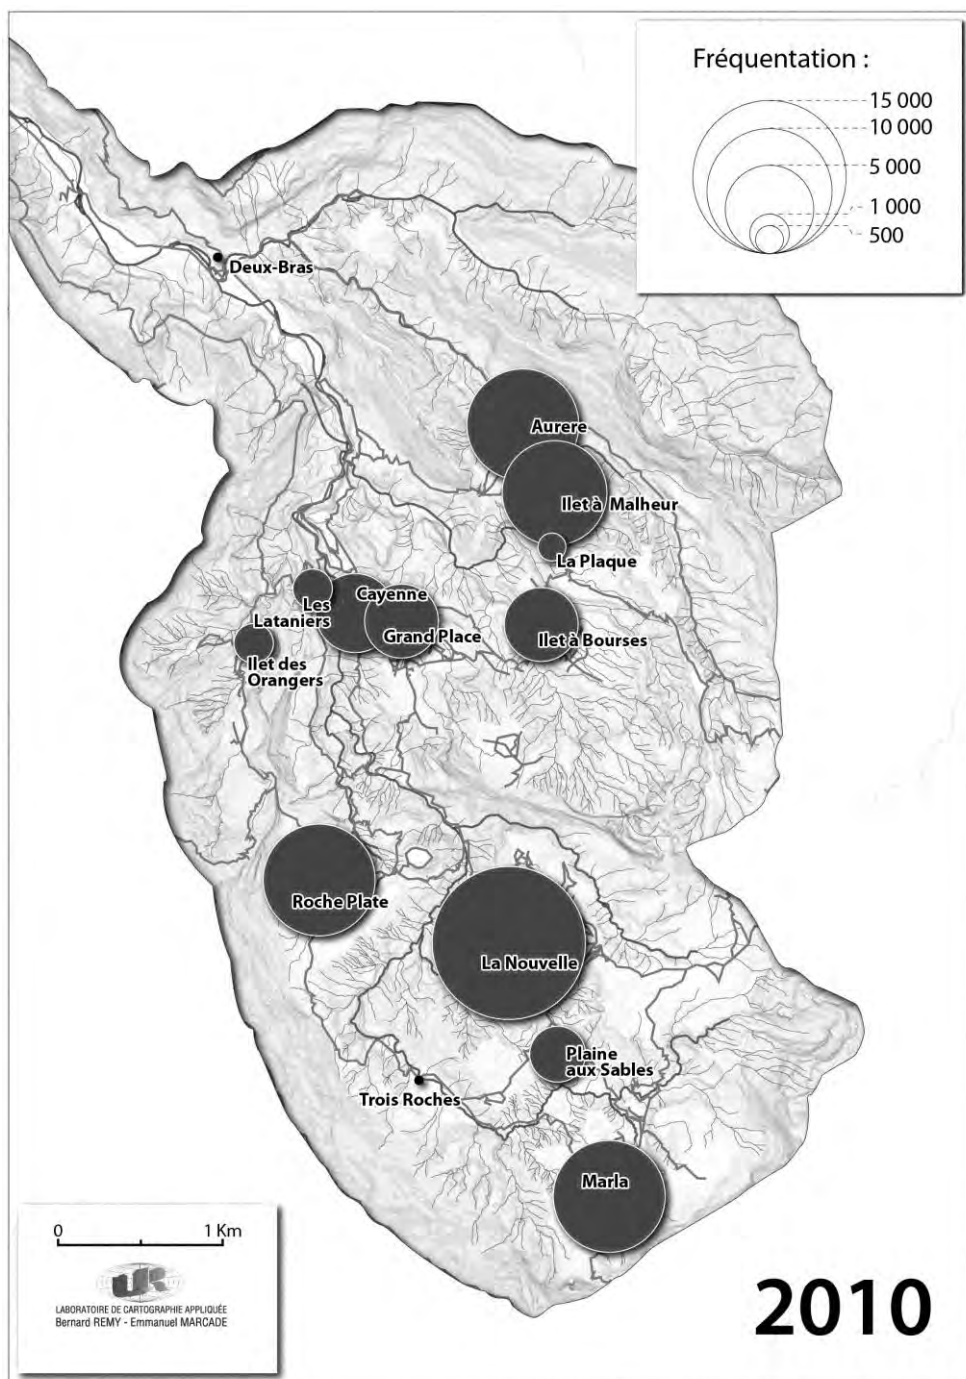 Fréquentation :
15 000
10 000
5 000
1 000
500
Deux-Bras
Aurere
Ilet à Malheur
La Plaque
Cayenne
Les
Lataniers
Grand Place
Ilet à Bourses
Ilet des
Orangers
Roche Plate
La Nouvelle
Plaine
aux Sables
Trois Roches
Marla
0 1 Km
LABORATOIRE DE CARTOGRAPHIE APPLIQUÉE
Bernard REMY - Emmanuel MARCADE
2010